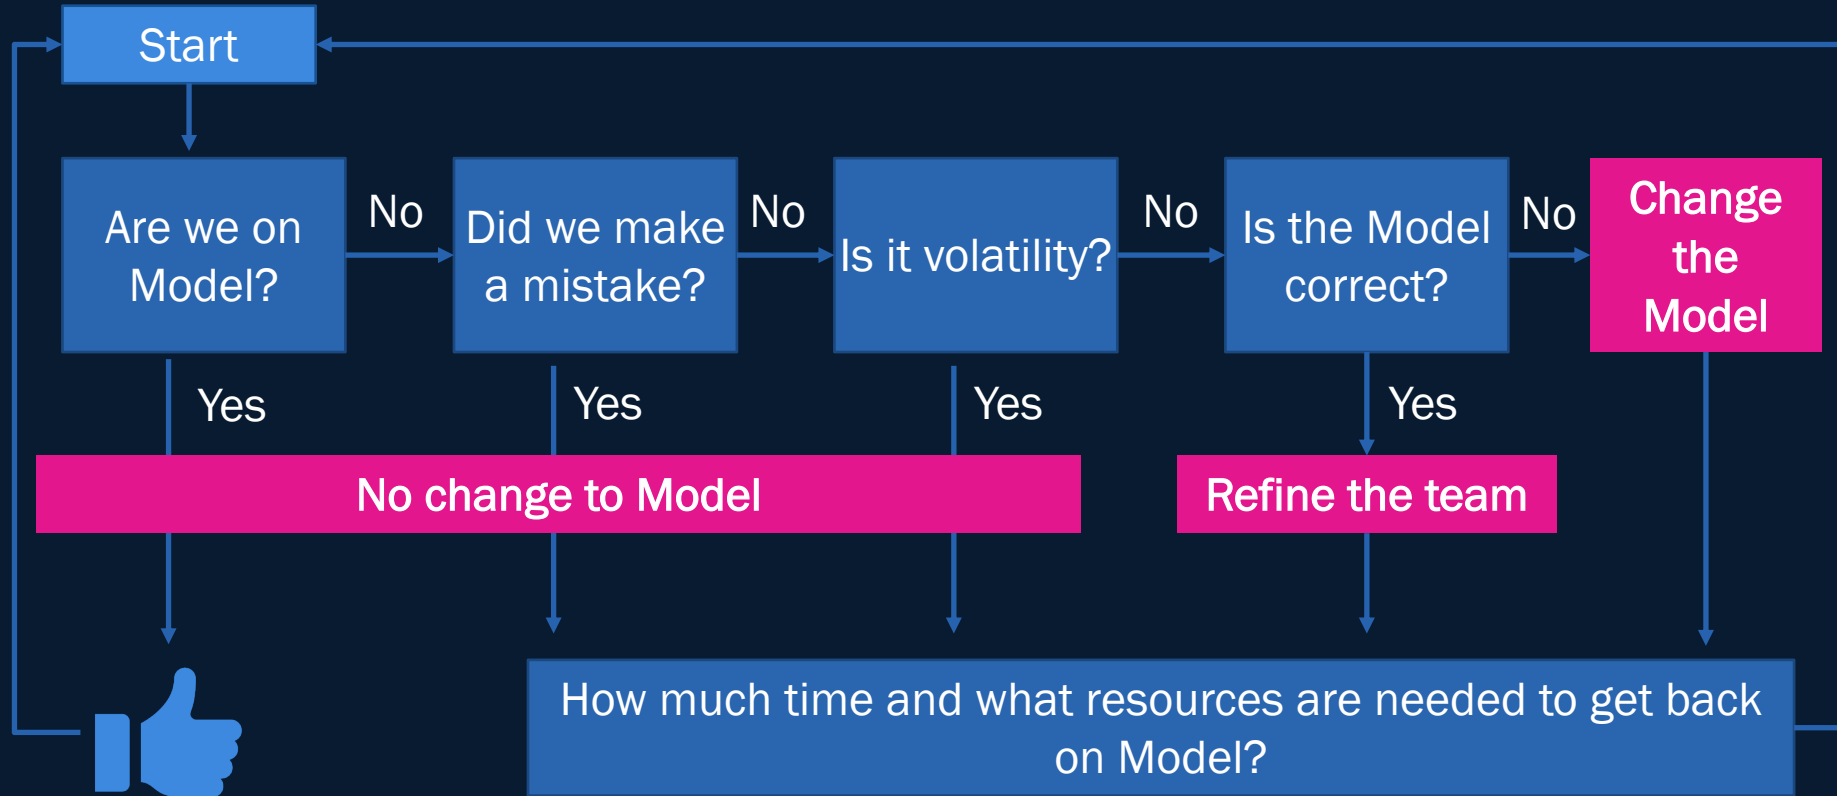 Start
Are we on
Model?
No
Did we make
a mistake?
No
Is it volatility?
No
Is the Model
correct?
No
Change
the
Model
Yes
Yes
Yes
Yes
No change to Model
Refine the team
How much time and what resources are needed to get back
on Model?